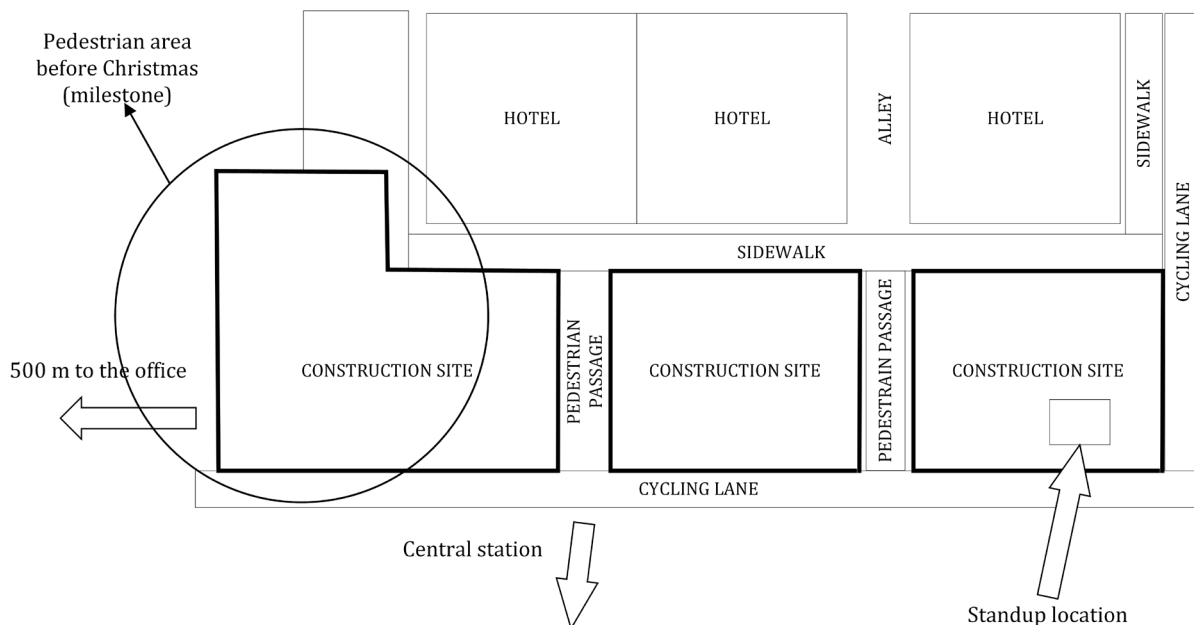 Pedestrian area
before Christmas
(milestone)
HOTEL
HOTEL
ALLEY
HOTEL
SIDEWALK
CYCLING LANE
SIDEWALK
500 m to the office
CONSTRUCTION SITE
PEDESTRIAN
PASSAGE
CONSTRUCTION SITE
PEDESTRAIN PASSAGE
CONSTRUCTION SITE
CYCLING LANE
Central station
Standup location